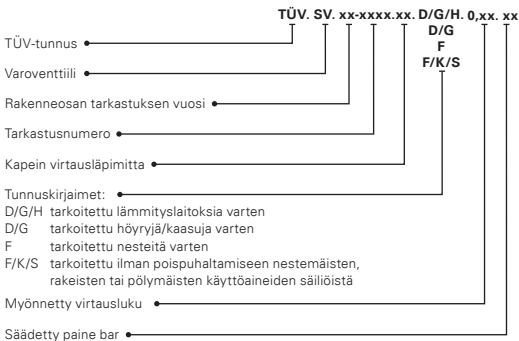 TÜV. SV. xx-xxxx.xx. D/G/H. 0,xx. xx
D/G
F
F/K/S
TÜV-tunnus
Varoventtiili
Rakenneosan tarkastuksen vuosi
Tarkastusnumero
Kapein virtausläpimitta
Tunnuskirjaimet:
D/G/H tarkoitettu lämmityslaitoksia varten
D/G tarkoitettu höyryjä/kaasuja varten
F tarkoitettu nesteitä varten
F/K/S tarkoitettu ilman poispuhaltamiseen nestemäisten,
rakeisten tai pölymäisten käyttöaineiden säiliöistä
Myönnetty virtausluku
Säädetty paine bar